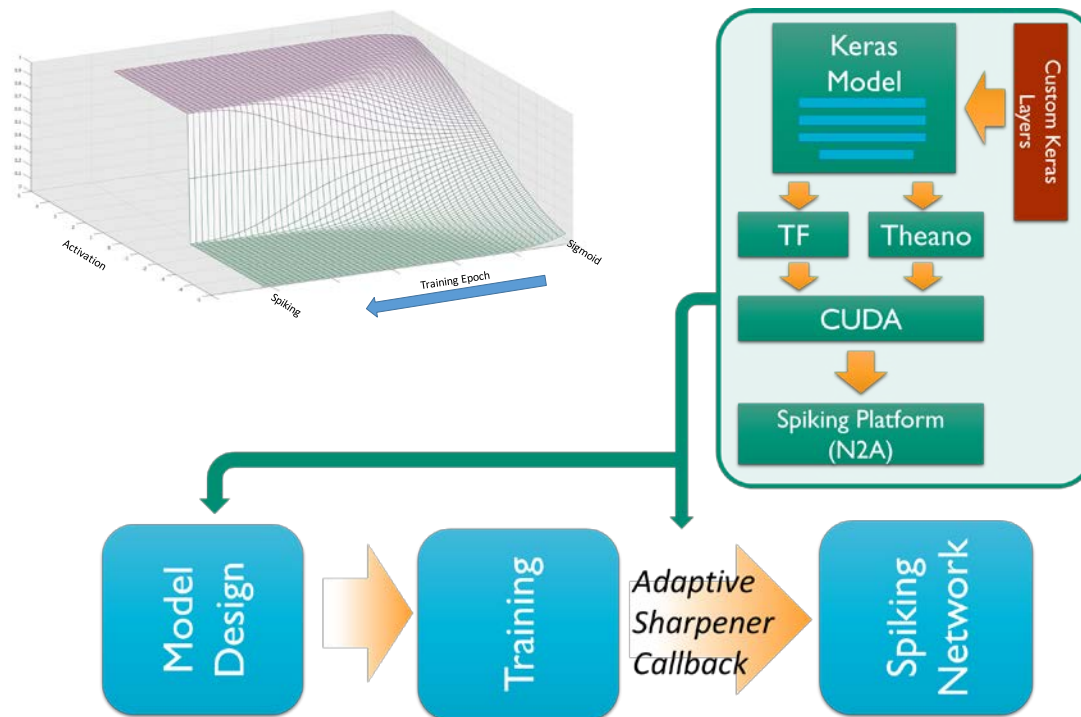 Activation
Spiking
Training Epoch
Sigmoid
Keras
Model
Custom Keras
Layers
TF
Theano
CUDA
Spiking Platform
(N2A)
Model
Design
Training
Adaptive
Sharpener
Callback
Spiking
Network